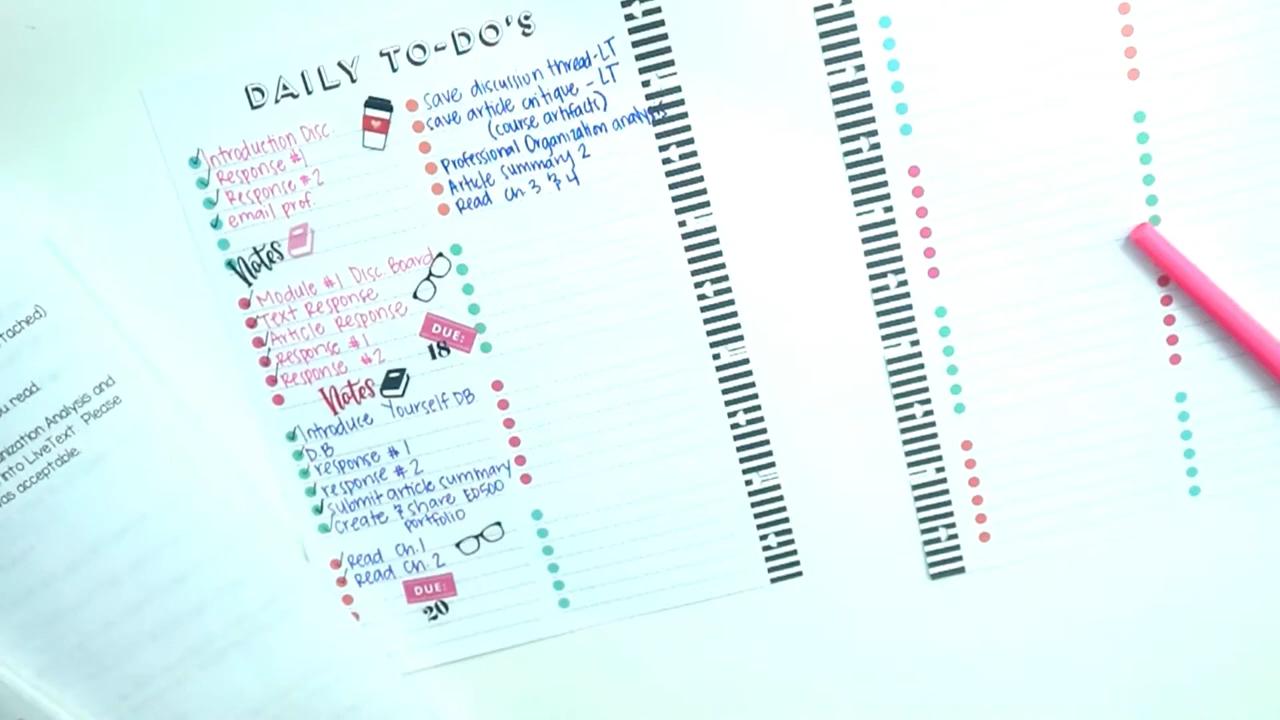 DAILY TO-DO'S
Introduction Disc.
Response #1
Response #2
email prof.
Notes
Module #1 Disc. Board
Text Response
Article Response
Response #1
Response #2
DUE:
18
Notes
Introduce Yourself DB
D.B
response #1
response #2
submit article summary
create & share ED500
portfolio
Read Ch.1
Read Ch. 2
DUE:
20
save discussion thread-LT
save article critique - LT
(course artifacts)
Professional Organization analysis
Article summary 2
Read Ch. 3 & 4
tached)
u read.
nization Analysis and
into LiveText. Please
as acceptable.